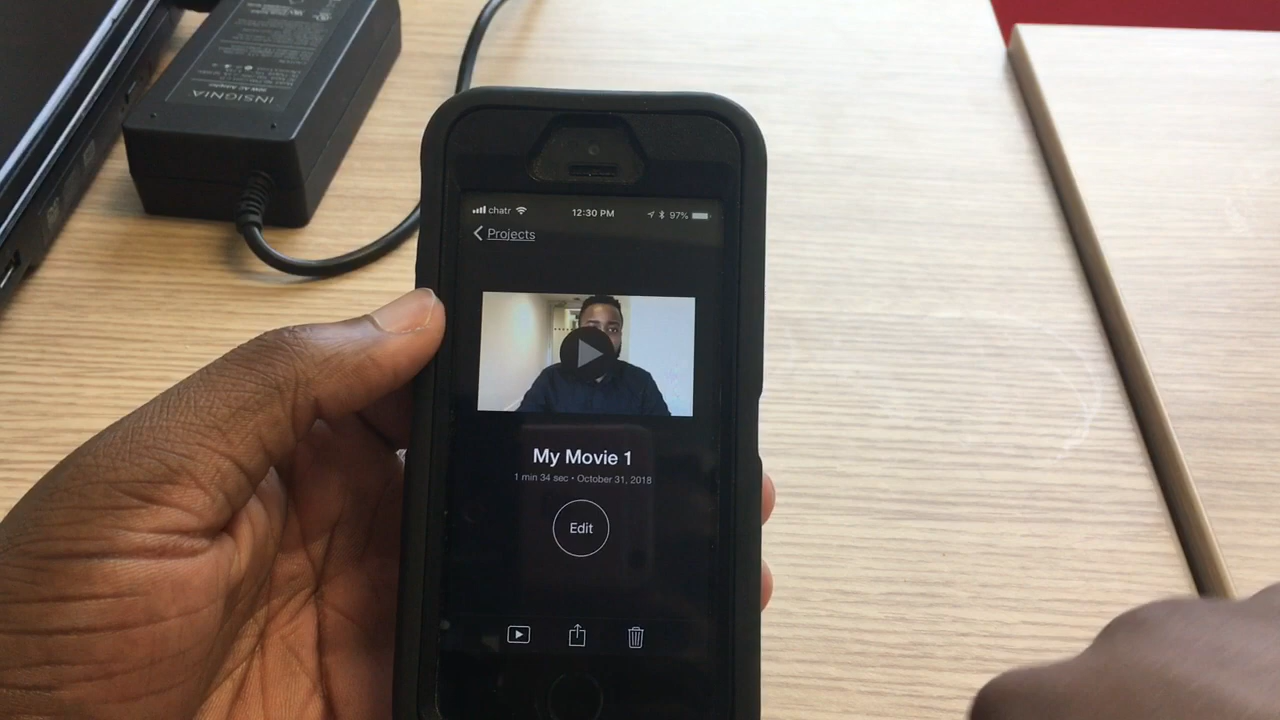 INSIGNIA
chatr 12:30 PM 97%
Projects
My Movie 1
1 min 34 sec • October 31, 2018
Edit